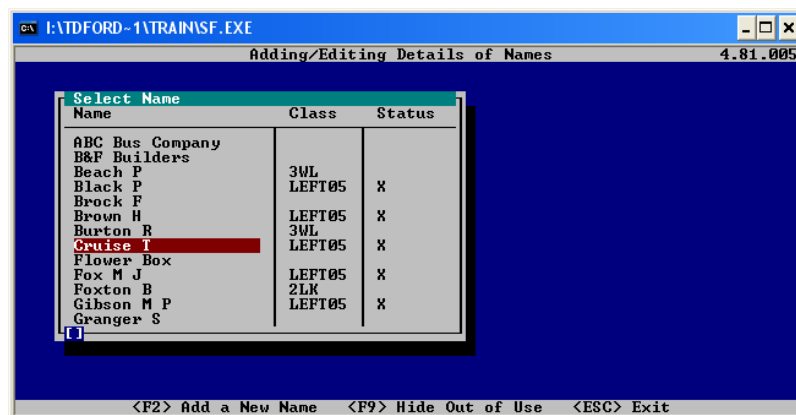 I:\TDFORD~1\TRAIN\SF.EXE
Adding/Editing Details of Names 4.81.005
Select Name
Name Class Status
ABC Bus Company
B&F Builders
Beach P 3WL
Black P LEFT05 X
Brock F
Brown H LEFT05 X
Burton R 3WL
Cruise T LEFT05 X
Flower Box
Fox M J LEFT05 X
Foxton B 2LK
Gibson M P LEFT05 X
Granger S
[ ]
<F2> Add a New Name <F9> Hide Out of Use <ESC> Exit